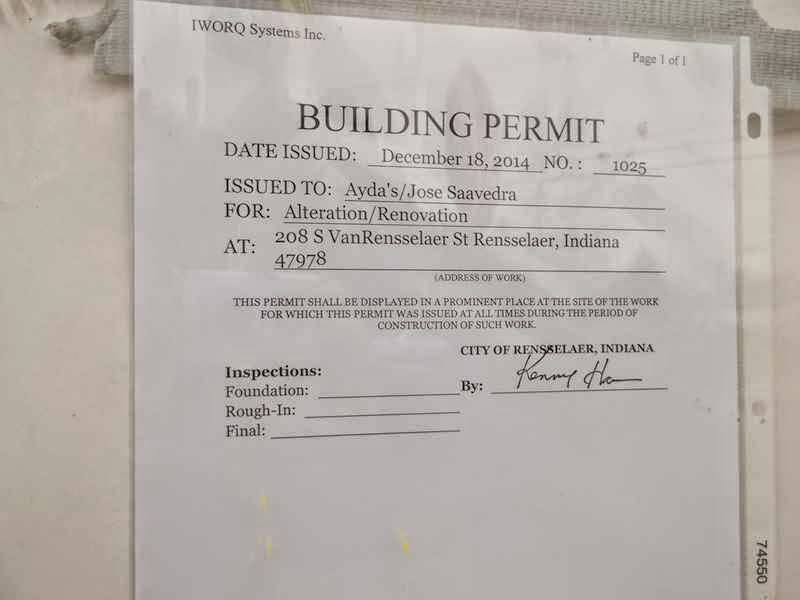 IWORQ Systems Inc.
Page 1 of 1
BUILDING PERMIT
DATE ISSUED: December 18, 2014 NO. : 1025
ISSUED TO: Ayda's/Jose Saavedra
FOR: Alteration/Renovation
AT: 208 S VanRensselaer St Rensselaer, Indiana
47978
(ADDRESS OF WORK)
THIS PERMIT SHALL BE DISPLAYED IN A PROMINENT PLACE AT THE SITE OF THE WORK
FOR WHICH THIS PERMIT WAS ISSUED AT ALL TIMES DURING THE PERIOD OF
CONSTRUCTION OF SUCH WORK.
CITY OF RENSSELAER, INDIANA
Inspections:
By: Kenny
Foundation:
Rough-In:
Final:
74550